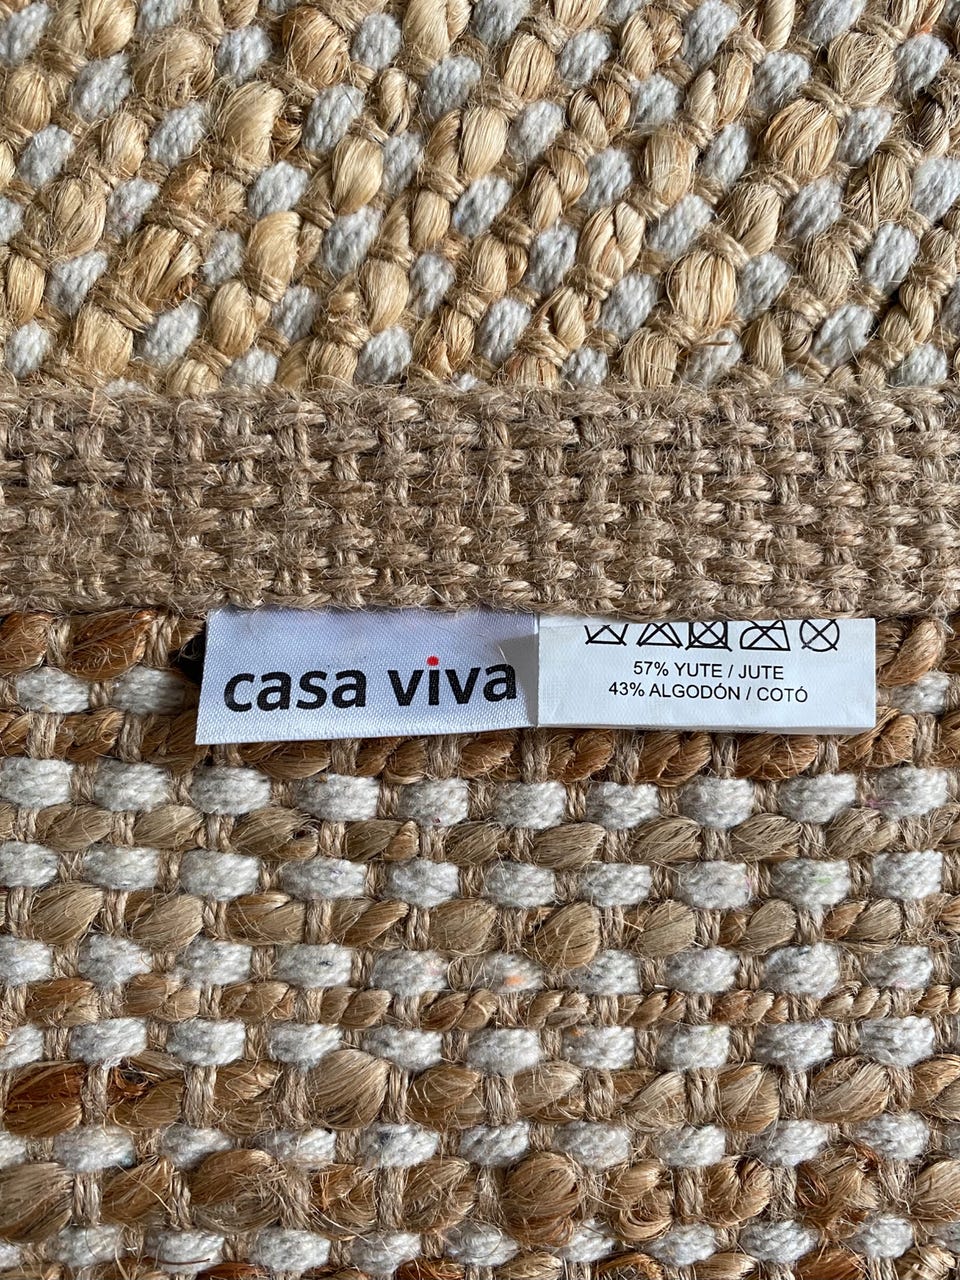 casa viva
57% YUTE / JUTE
43% ALGODÓN / COTÓ